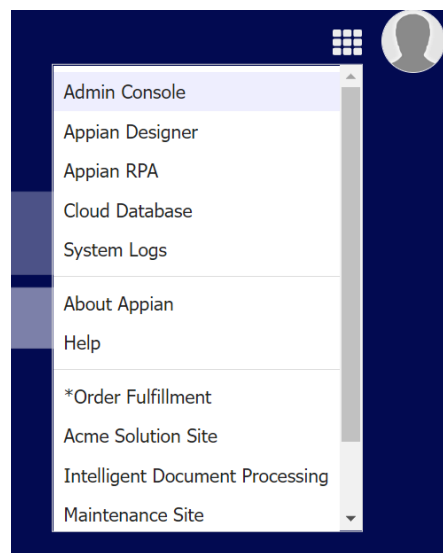 Admin Console
Appian Designer
Appian RPA
Cloud Database
System Logs
About Appian
Help
*Order Fulfillment
Acme Solution Site
Intelligent Document Processing
Maintenance Site